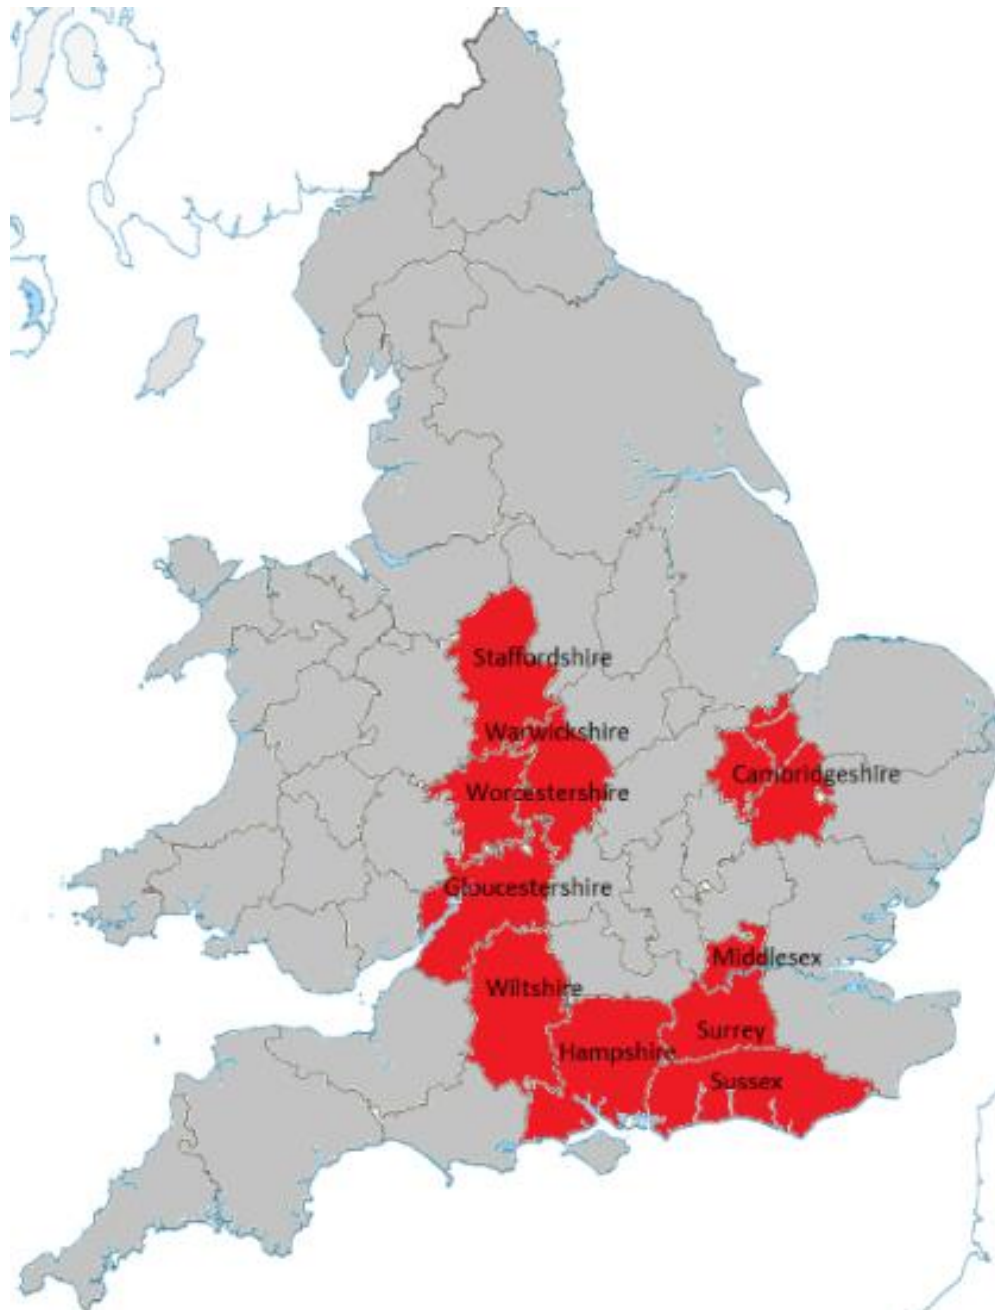 Staffordshire
Warwickshire
Cambridgeshire
Worcestershire
Gloucestershire
Middlesex
Wiltshire
Surrey
Hampshire
Sussex